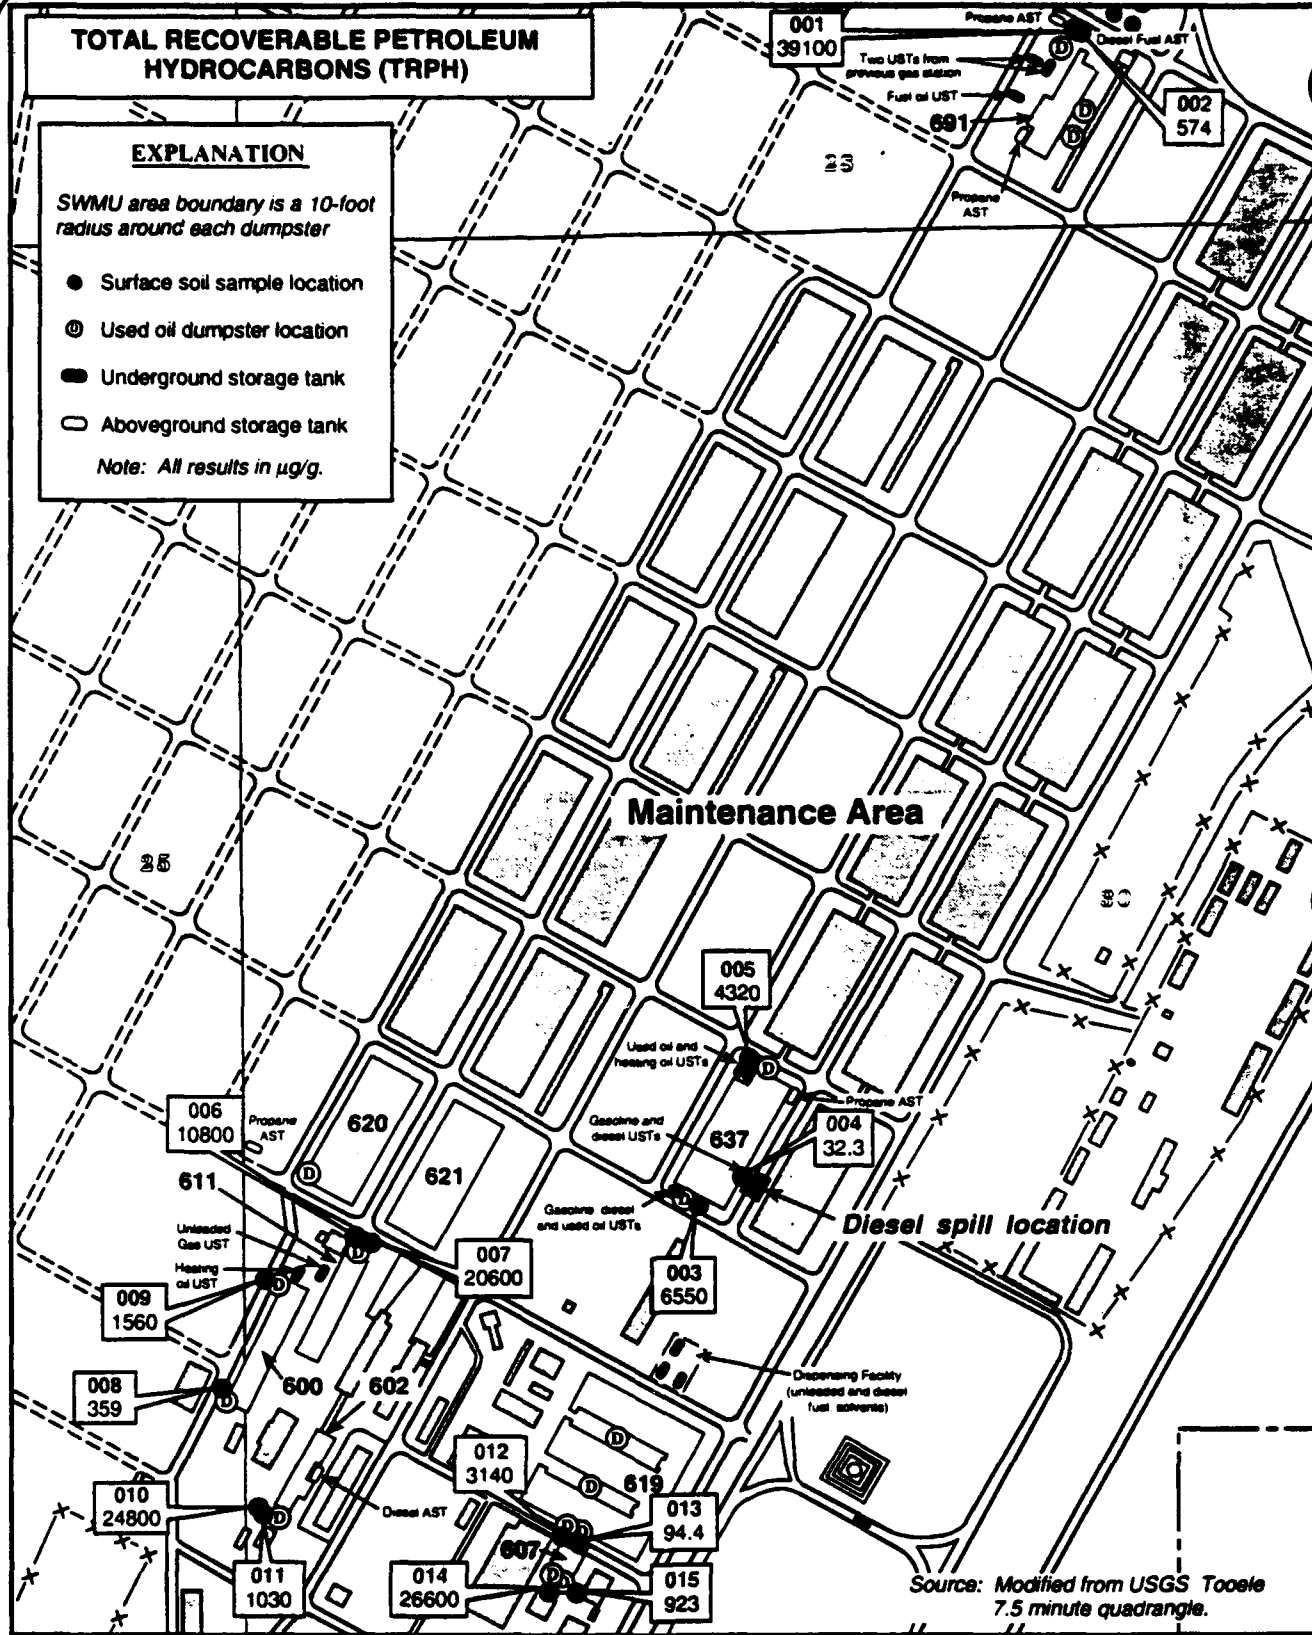 TOTAL RECOVERABLE PETROLEUM
HYDROCARBONS (TRPH)
EXPLANATION
SWMU area boundary is a 10-foot
radius around each dumpster
Surface soil sample location
D Used oil dumpster location
Underground storage tank
Aboveground storage tank
Note: All results in µg/g.
001
39100
Propane AST
Diesel Fuel AST
D
Two USTs from
previous gas station
Fuel oil UST
002
574
691
D
D
Propane
AST
Maintenance Area
25
005
4320
Used oil and
heating oil USTs
D
Propane AST
006
10800
Propane
AST
620
Gasoline and
diesel USTs
637
004
32.3
D
621
611
D
Gasoline, diesel
and used oil USTs
Diesel spill location
Unleaded
Gas UST
D
007
20600
Heating
oil UST
D
003
6550
009
1560
Dispensing Facility
(unleaded and diesel
fuel, solvents)
008
359
D
600
602
012
3140
D
D
619
010
24800
D
Diesel AST
013
94.4
D
D
607
011
1030
014
26600
D
D
015
923
Source: Modified from USGS Tooele
7.5 minute quadrangle.